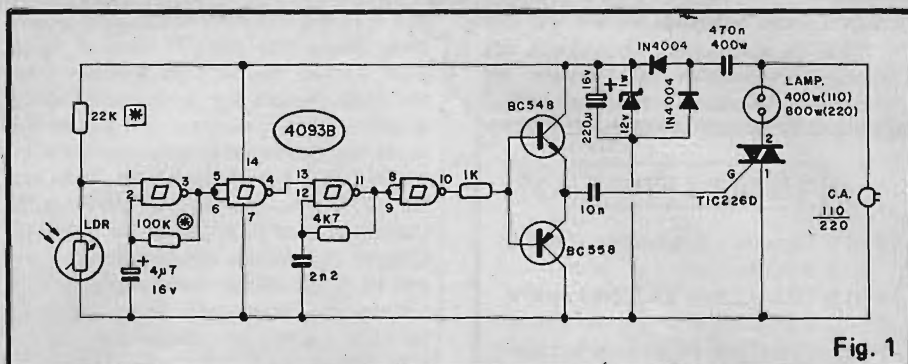 22K
*
LDR
1
2
3
100K
*
+
4µ7
16v
5
6
4
14
7
4093B
13
12
11
4K7
2n2
8
9
10
1K
BC548
BC558
10n
220µ
16v
+
12v
1w
1N4004
1N4004
470n
400w
LAMP.
400w(110)
800w(220)
2
G
1
TIC226D
C.A.
110
220
Fig. 1